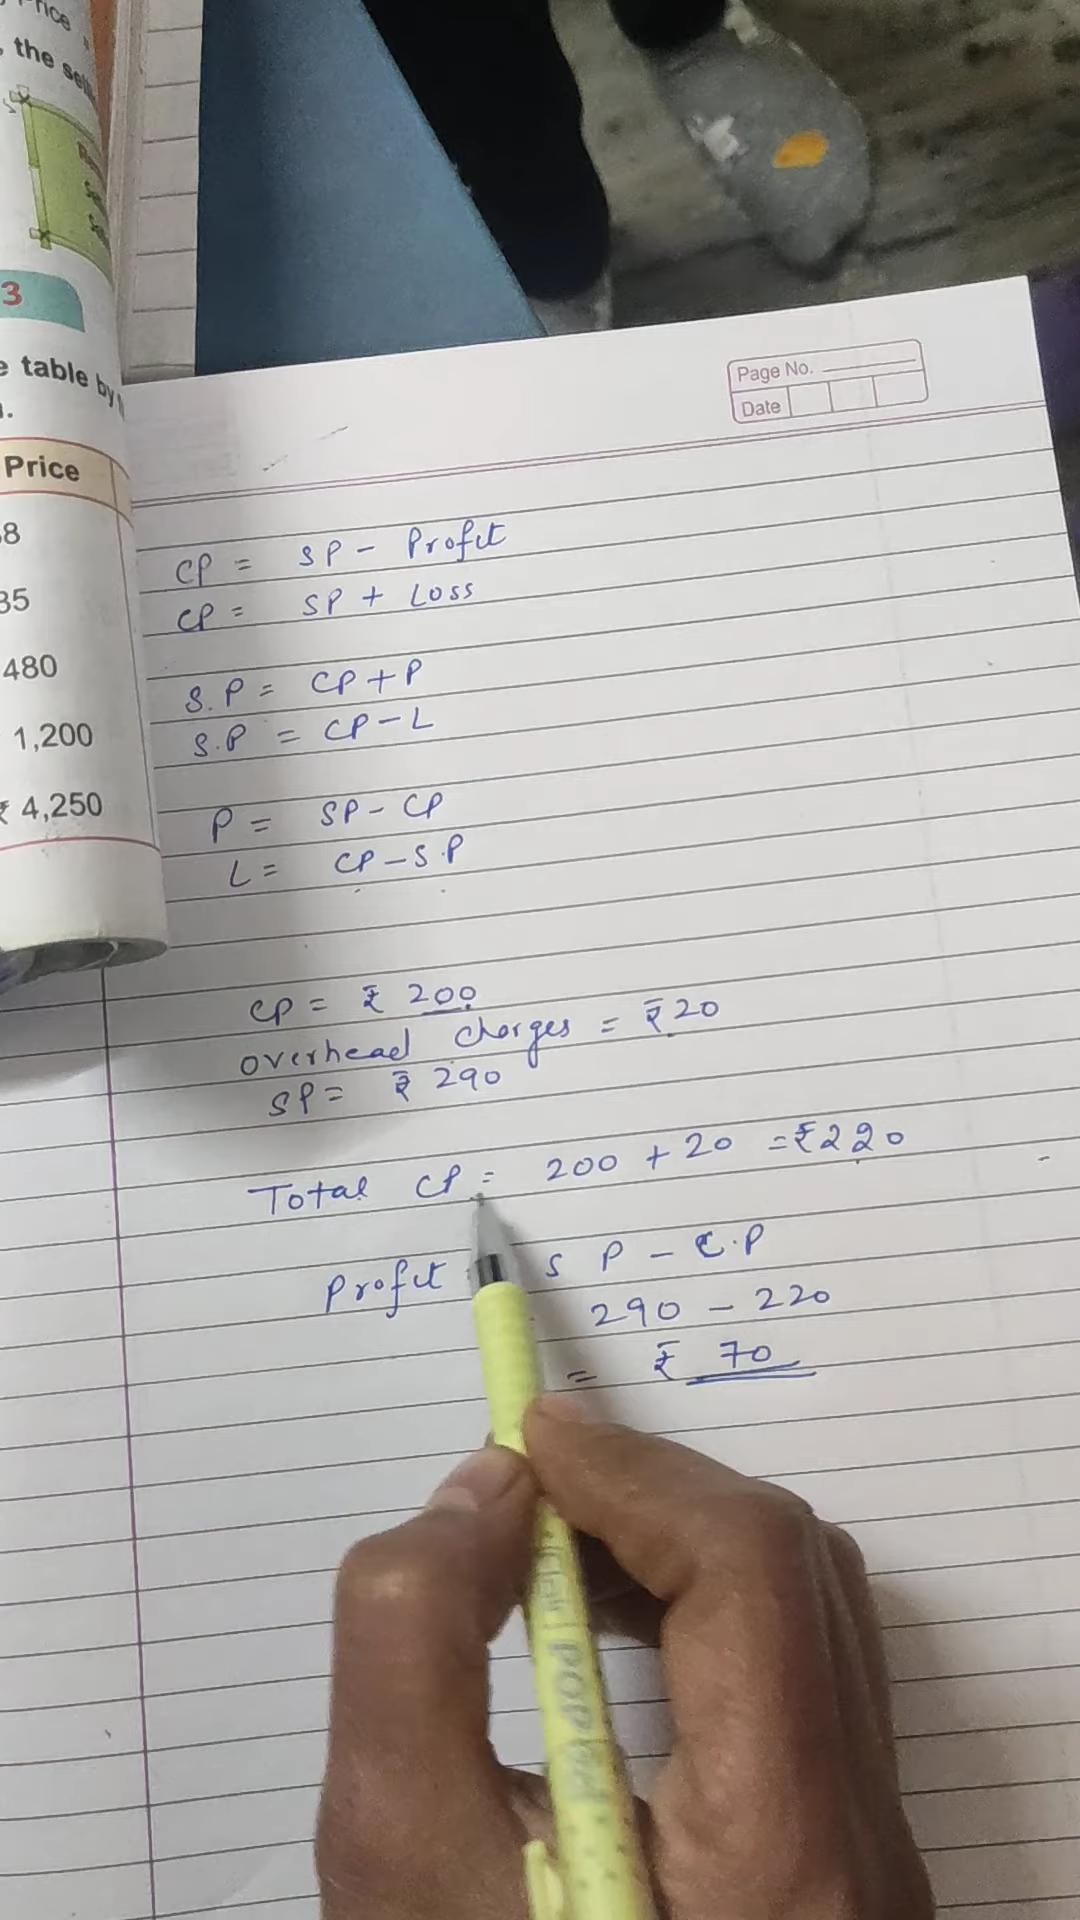 the
3
table by
Price
480
1,200
₹ 4,250
Page No.
Date
CP = SP - Profit
CP = SP + Loss
S.P = CP + P
S.P = CP - L
P = SP - CP
L = CP - S.P
CP = ₹ 200
overhead charges = ₹ 20
SP = ₹ 290
Total CP = 200 + 20 = ₹ 220
Profit S P - C.P
290 - 220
= ₹ 70